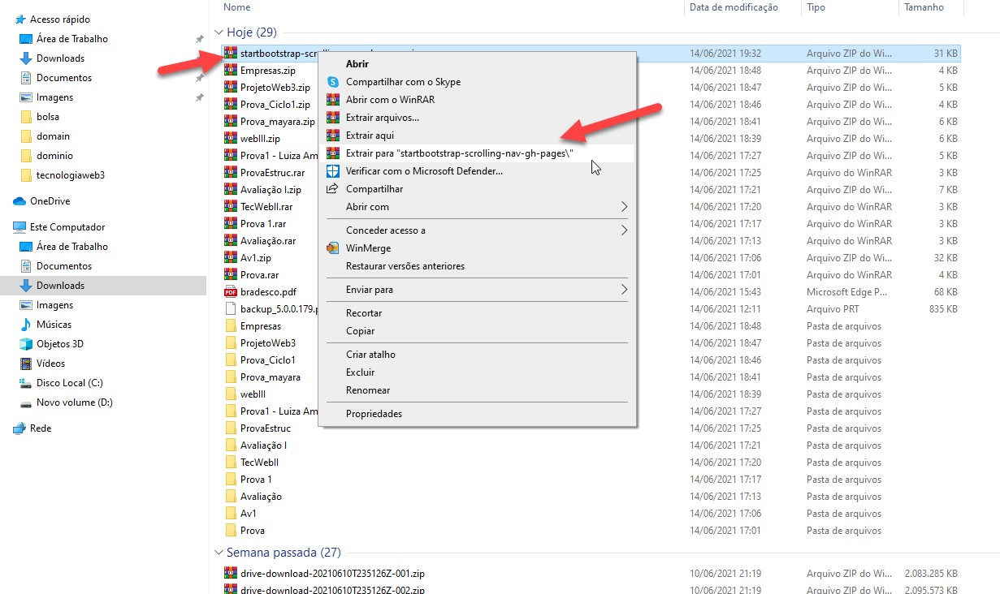 Nome Data de modificação Tipo Tamanho
Acesso rápido
Área de Trabalho
Downloads
Documentos
Imagens
bolsa
domain
dominio
tecnologiaweb3
OneDrive
Este Computador
Área de Trabalho
Documentos
Downloads
Imagens
Músicas
Objetos 3D
Vídeos
Disco Local (C:)
Novo volume (D:)
Rede
Hoje (29)
startbootstrap-scr 14/06/2021 19:32 Arquivo ZIP do Wi... 31 KB
Empresas.zip 14/06/2021 18:48 Arquivo ZIP do Wi... 4 KB
ProjetoWeb3.zip 14/06/2021 18:47 Arquivo ZIP do Wi... 5 KB
Prova_Ciclo1.zip 14/06/2021 18:46 Arquivo ZIP do Wi... 4 KB
Prova_mayara.zip 14/06/2021 18:41 Arquivo ZIP do Wi... 6 KB
webIII.zip 14/06/2021 18:39 Arquivo ZIP do Wi... 6 KB
Prova1 - Luiza Am 14/06/2021 17:27 Arquivo ZIP do Wi... 5 KB
ProvaEstruc.rar 14/06/2021 17:25 Arquivo do WinRAR 3 KB
Avaliação I.zip 14/06/2021 17:21 Arquivo ZIP do Wi... 7 KB
TecWebII.rar 14/06/2021 17:20 Arquivo do WinRAR 3 KB
Prova 1.rar 14/06/2021 17:17 Arquivo do WinRAR 3 KB
Avaliação.rar 14/06/2021 17:13 Arquivo do WinRAR 3 KB
Av1.zip 14/06/2021 17:06 Arquivo ZIP do Wi... 32 KB
Prova.rar 14/06/2021 17:01 Arquivo do WinRAR 4 KB
bradesco.pdf 14/06/2021 15:43 Microsoft Edge P... 68 KB
backup_5.0.0.179.p 14/06/2021 12:11 Arquivo PRT 835 KB
Empresas 14/06/2021 18:48 Pasta de arquivos
ProjetoWeb3 14/06/2021 18:47 Pasta de arquivos
Prova_Ciclo1 14/06/2021 18:46 Pasta de arquivos
Prova_mayara 14/06/2021 18:41 Pasta de arquivos
webIII 14/06/2021 18:39 Pasta de arquivos
Prova1 - Luiza Am 14/06/2021 17:27 Pasta de arquivos
ProvaEstruc 14/06/2021 17:25 Pasta de arquivos
Avaliação I 14/06/2021 17:21 Pasta de arquivos
TecWebII 14/06/2021 17:20 Pasta de arquivos
Prova 1 14/06/2021 17:17 Pasta de arquivos
Avaliação 14/06/2021 17:13 Pasta de arquivos
Av1 14/06/2021 17:06 Pasta de arquivos
Prova 14/06/2021 17:01 Pasta de arquivos
Semana passada (27)
drive-download-20210610T235126Z-001.zip 10/06/2021 21:19 Arquivo ZIP do Wi... 2.083.285 KB
drive-download-20210610T235126Z-002.zip 10/06/2021 21:19 Arquivo ZIP do Wi... 2.095.573 KB
Abrir
Compartilhar com o Skype
Abrir com o WinRAR
Extrair arquivos...
Extrair aqui
Extrair para "startbootstrap-scrolling-nav-gh-pages\"
Verificar com o Microsoft Defender...
Compartilhar
Abrir com
Conceder acesso a
WinMerge
Restaurar versões anteriores
Enviar para
Recortar
Copiar
Criar atalho
Excluir
Renomear
Propriedades